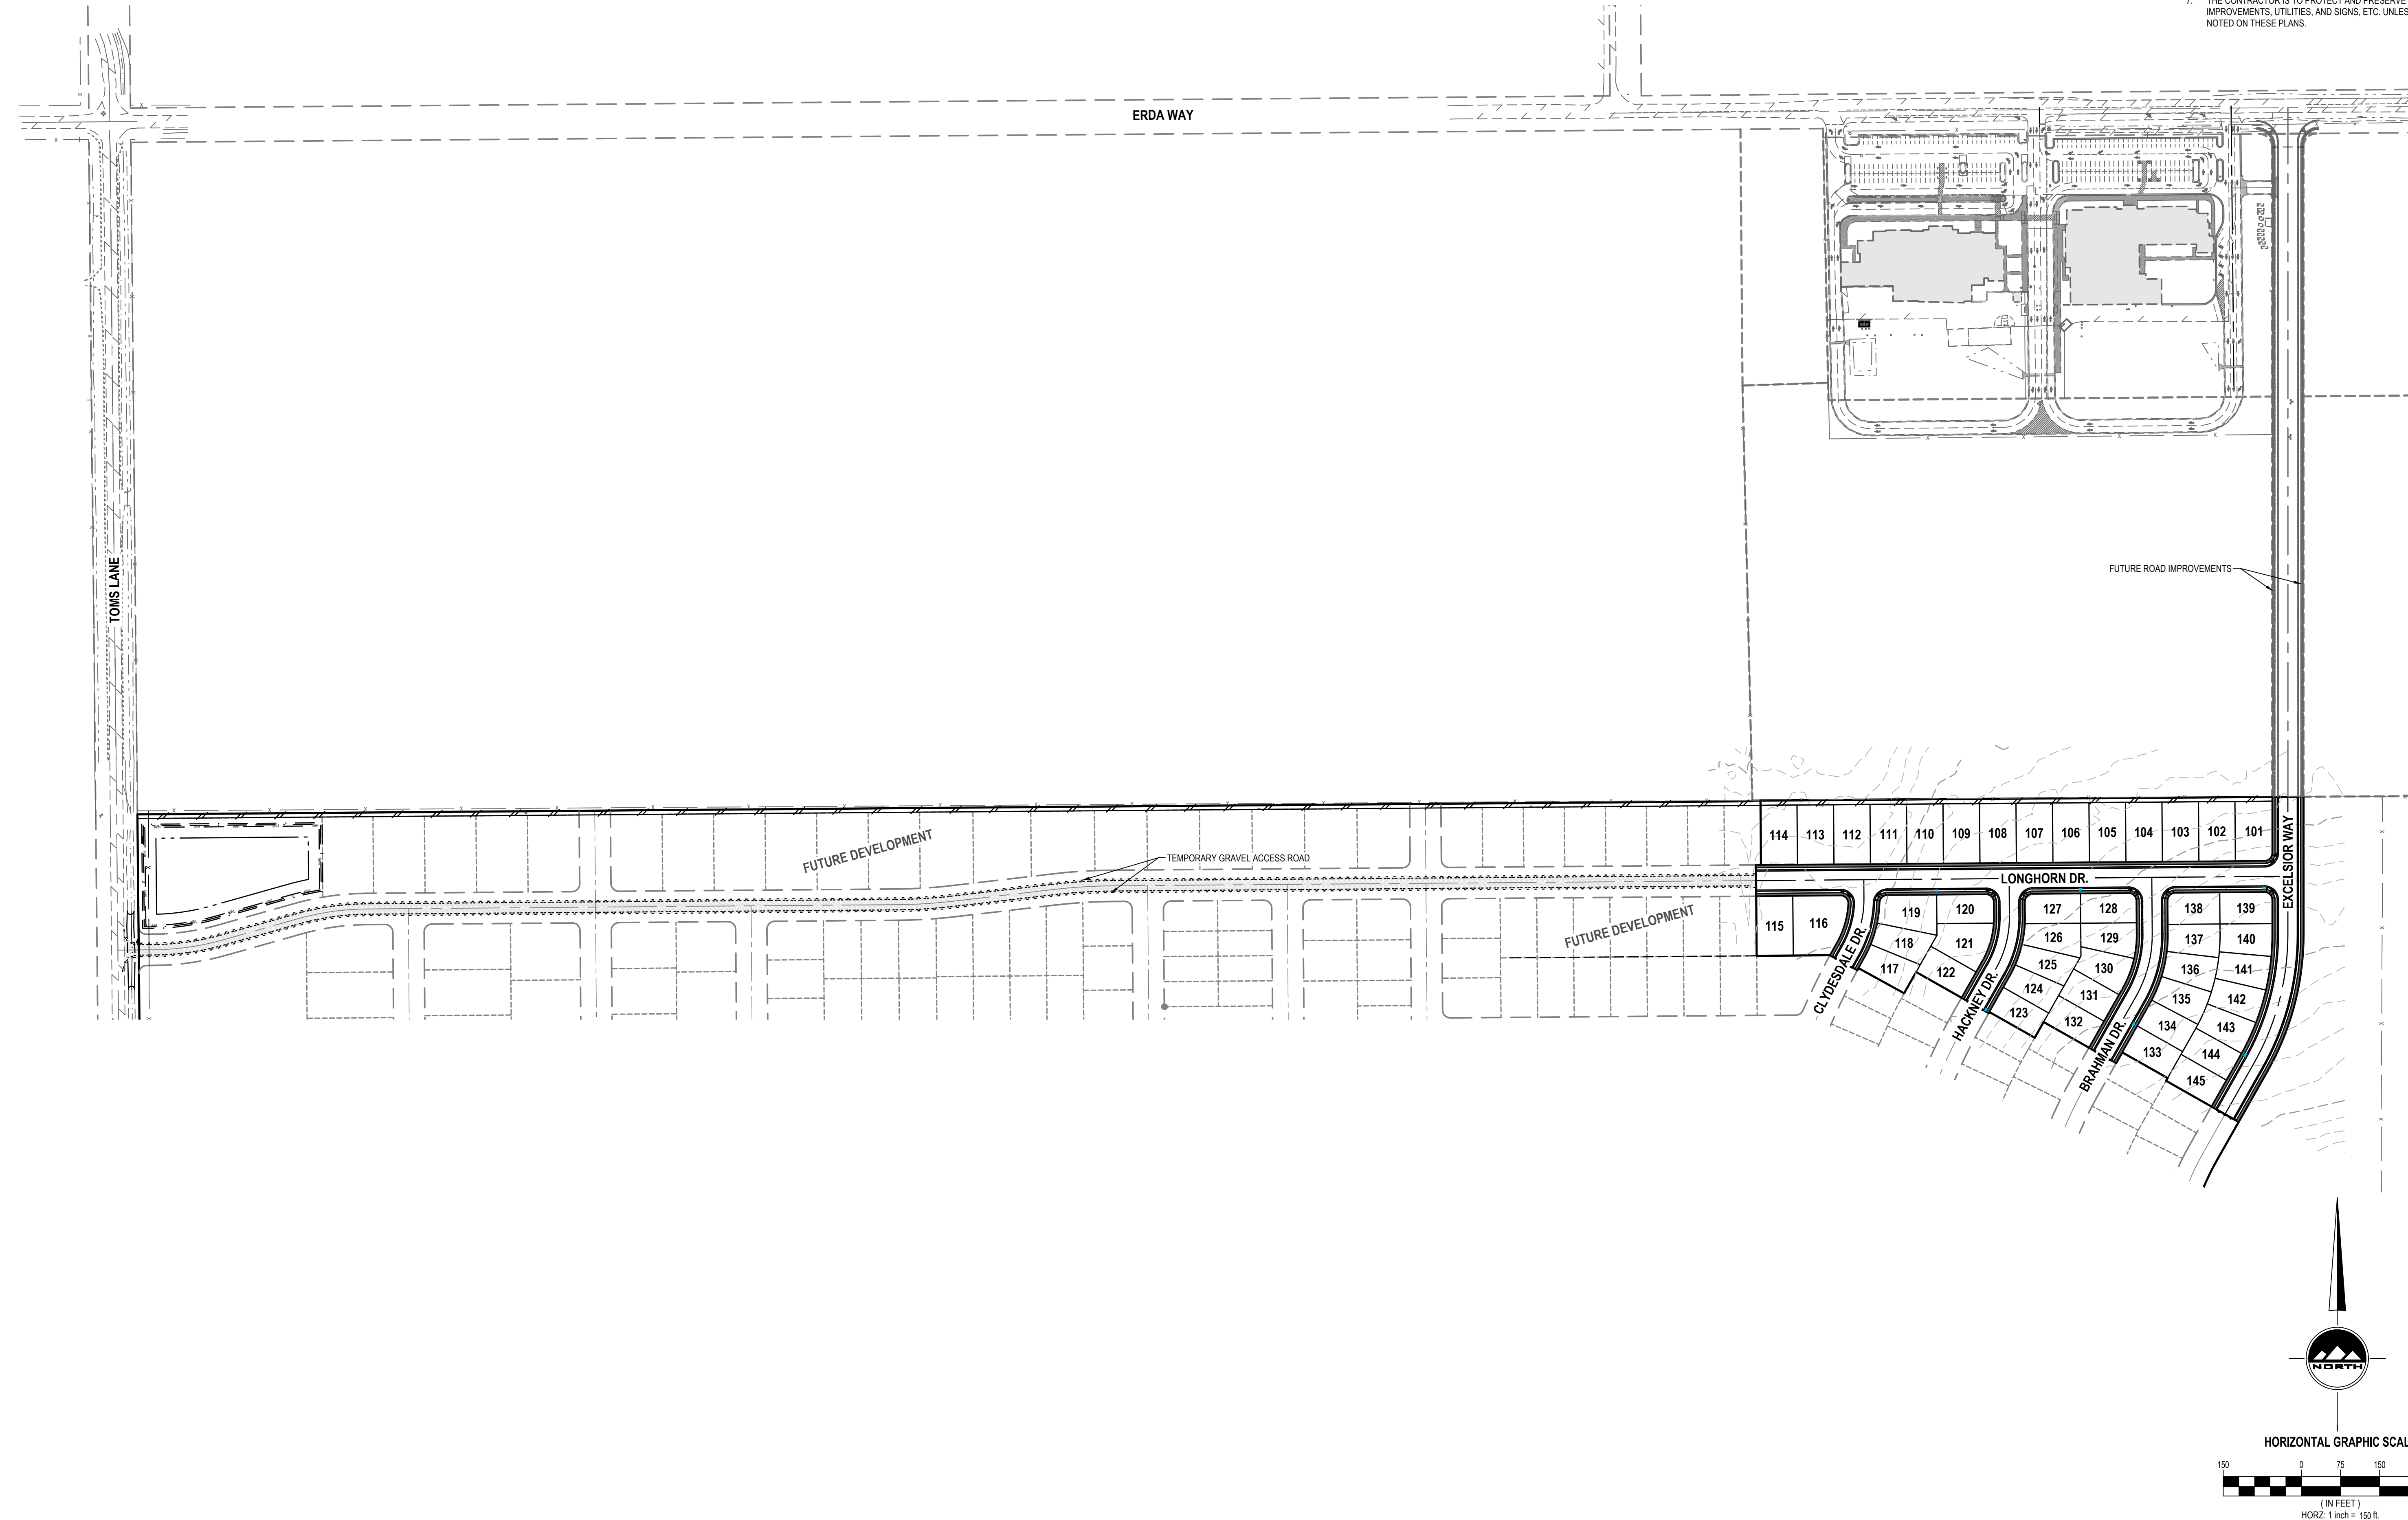 7. THE CONTRACTOR IS TO PROTECT AND PRESERVE
IMPROVEMENTS, UTILITIES, AND SIGNS, ETC. UNLES
NOTED ON THESE PLANS.
ERDA WAY
TOMS LANE
FUTURE ROAD IMPROVEMENTS
FUTURE DEVELOPMENT
TEMPORARY GRAVEL ACCESS ROAD
FUTURE DEVELOPMENT
114 113 112 111 110 109 108 107 106 105 104 103 102 101
EXCELSIOR WAY
LONGHORN DR.
115 116
119 120
118 121
117 122
CLYDESDALE DR.
127 128
126 129
125 130
124 131
123 132
HACKNEY DR.
138 139
137 140
136 141
135 142
134 143
133 144
145
BRAHMAN DR.
NORTH
HORIZONTAL GRAPHIC SCAL
150 0 75 150
( IN FEET )
HORZ: 1 inch = 150 ft.